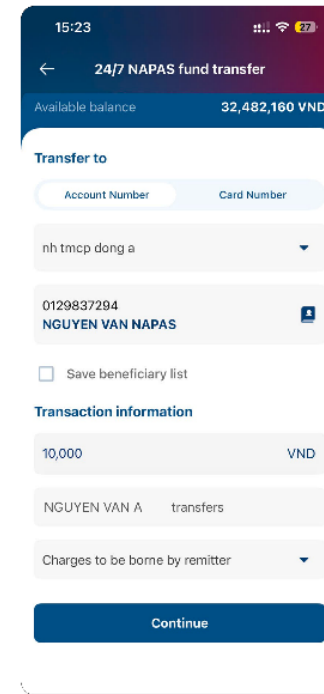 15:23
27
24/7 NAPAS fund transfer
Available balance 32,482,160 VND
Transfer to
Account Number Card Number
nh tmcp dong a
0129837294
NGUYEN VAN NAPAS
Save beneficiary list
Transaction information
10,000 VND
NGUYEN VAN A transfers
Charges to be borne by remitter
Continue